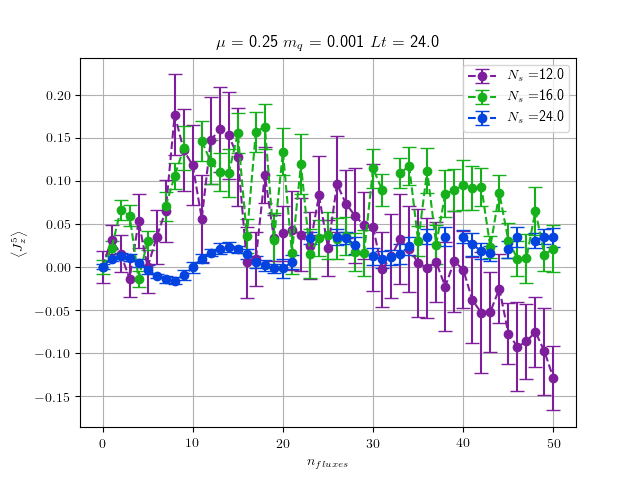 μ = 0.25 m_q = 0.001 Lt = 24.0
N_s =12.0
N_s =16.0
N_s =24.0
⟨J_z^5⟩
0.20
0.15
0.10
0.05
0.00
−0.05
−0.10
−0.15
0 10 20 30 40 50
n_fluxes